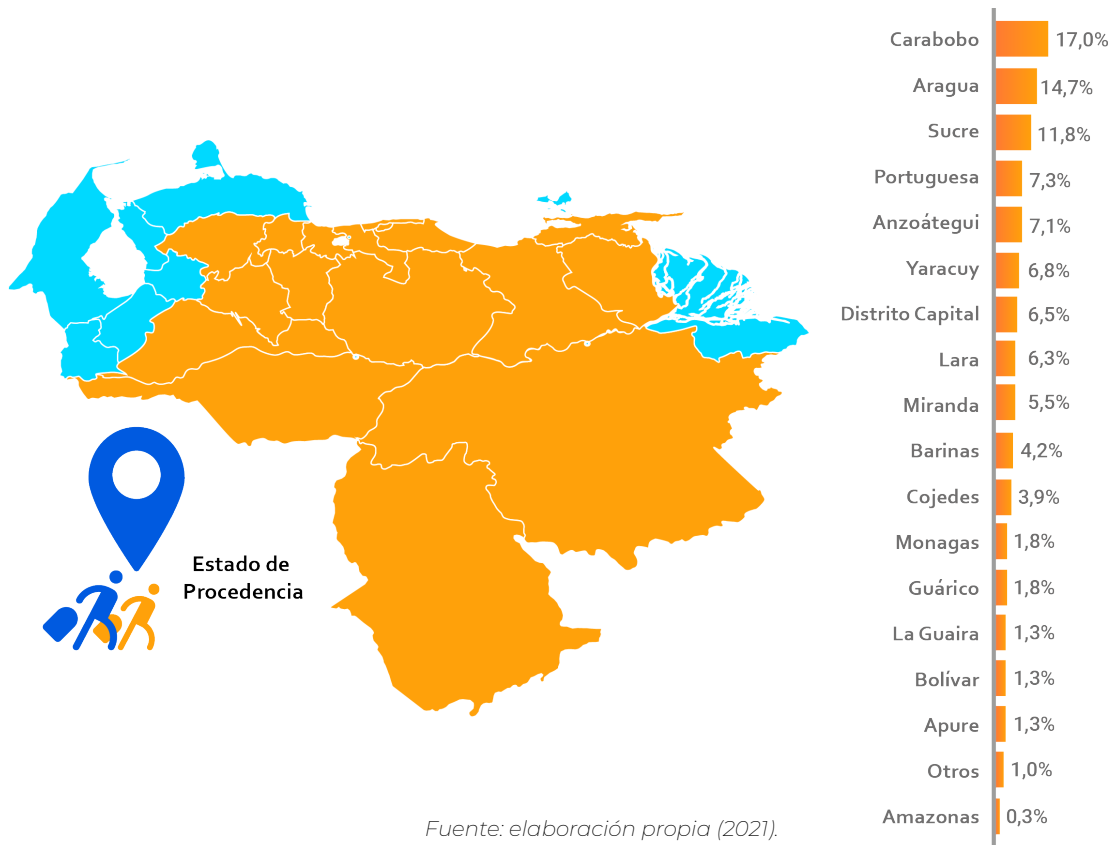 Carabobo 17,0%
Aragua 14,7%
Sucre 11,8%
Portuguesa 7,3%
Anzoátegui 7,1%
Yaracuy 6,8%
Distrito Capital 6,5%
Lara 6,3%
Miranda 5,5%
Barinas 4,2%
Cojedes 3,9%
Monagas 1,8%
Guárico 1,8%
La Guaira 1,3%
Bolívar 1,3%
Apure 1,3%
Otros 1,0%
Amazonas 0,3%
Estado de
Procedencia
Fuente: elaboración propia (2021).